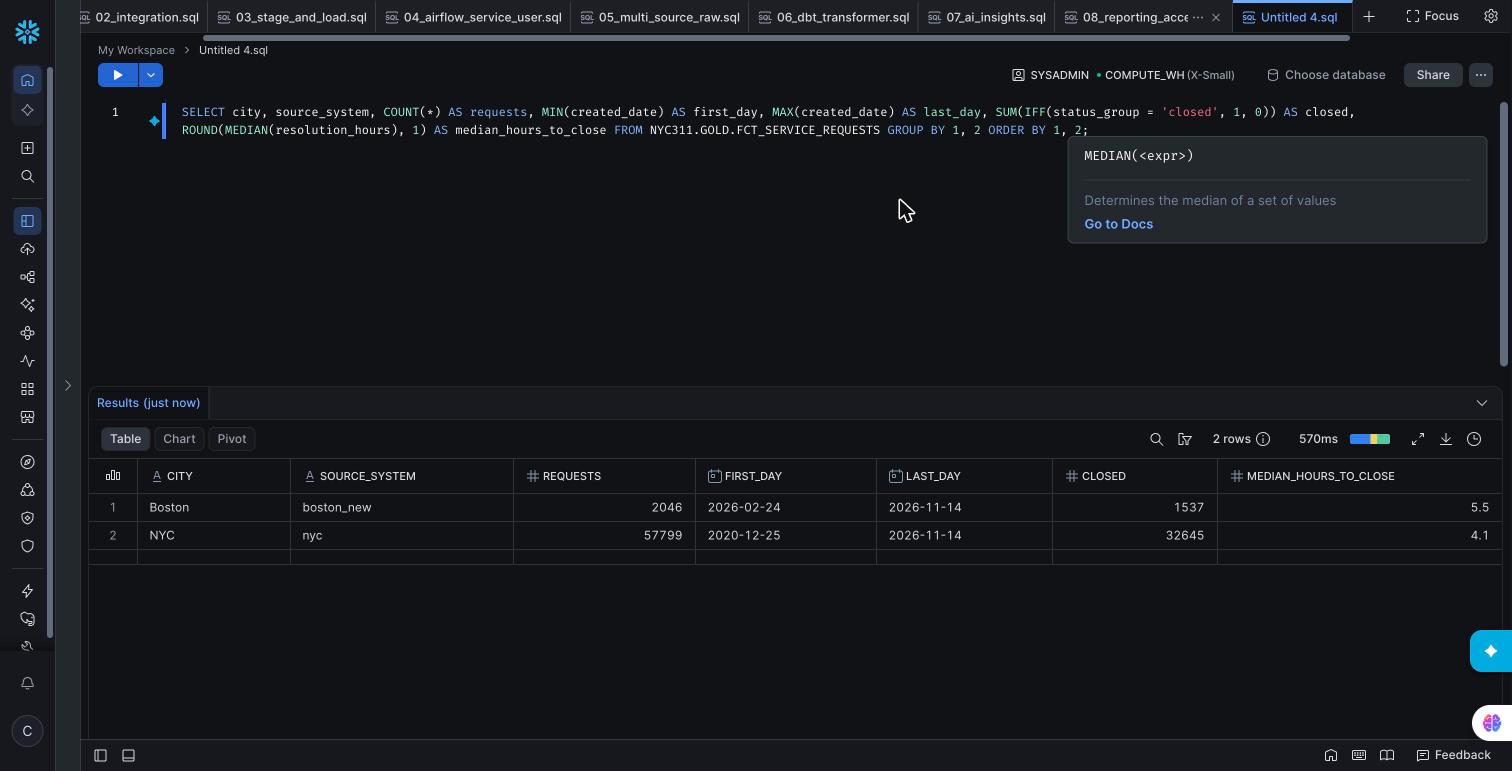 02_integration.sql
03_stage_and_load.sql
04_airflow_service_user.sql
05_multi_source_raw.sql
06_dbt_transformer.sql
07_ai_insights.sql
08_reporting_acce ···
Untitled 4.sql
Focus
My Workspace > Untitled 4.sql
SYSADMIN • COMPUTE_WH (X-Small)
Choose database
Share
1
SELECT city, source_system, COUNT(*) AS requests, MIN(created_date) AS first_day, MAX(created_date) AS last_day, SUM(IFF(status_group = 'closed', 1, 0)) AS closed,
ROUND(MEDIAN(resolution_hours), 1) AS median_hours_to_close FROM NYC311.GOLD.FCT_SERVICE_REQUESTS GROUP BY 1, 2 ORDER BY 1, 2;
MEDIAN(<expr>)
Determines the median of a set of values
Go to Docs
Results (just now)
Table Chart Pivot
2 rows
570ms
CITY SOURCE_SYSTEM REQUESTS FIRST_DAY LAST_DAY CLOSED MEDIAN_HOURS_TO_CLOSE
1 Boston boston_new 2046 2026-02-24 2026-11-14 1537 5.5
2 NYC nyc 57799 2020-12-25 2026-11-14 32645 4.1
C
Feedback